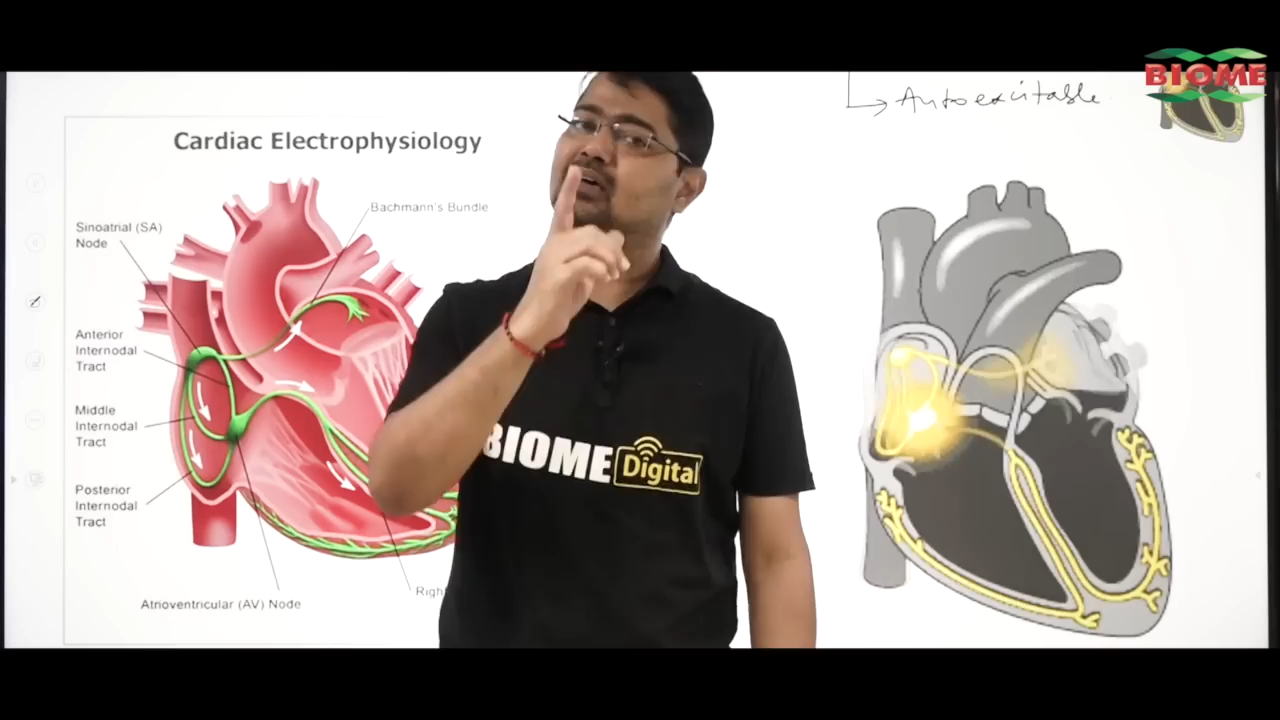 BIOME
Autoexcitable
Cardiac Electrophysiology
Bachmann's Bundle
Sinoatrial (SA)
Node
Anterior
Internodal
Tract
Middle
Internodal
Tract
Posterior
Internodal
Tract
Atrioventricular (AV) Node
Right
BIOME Digital